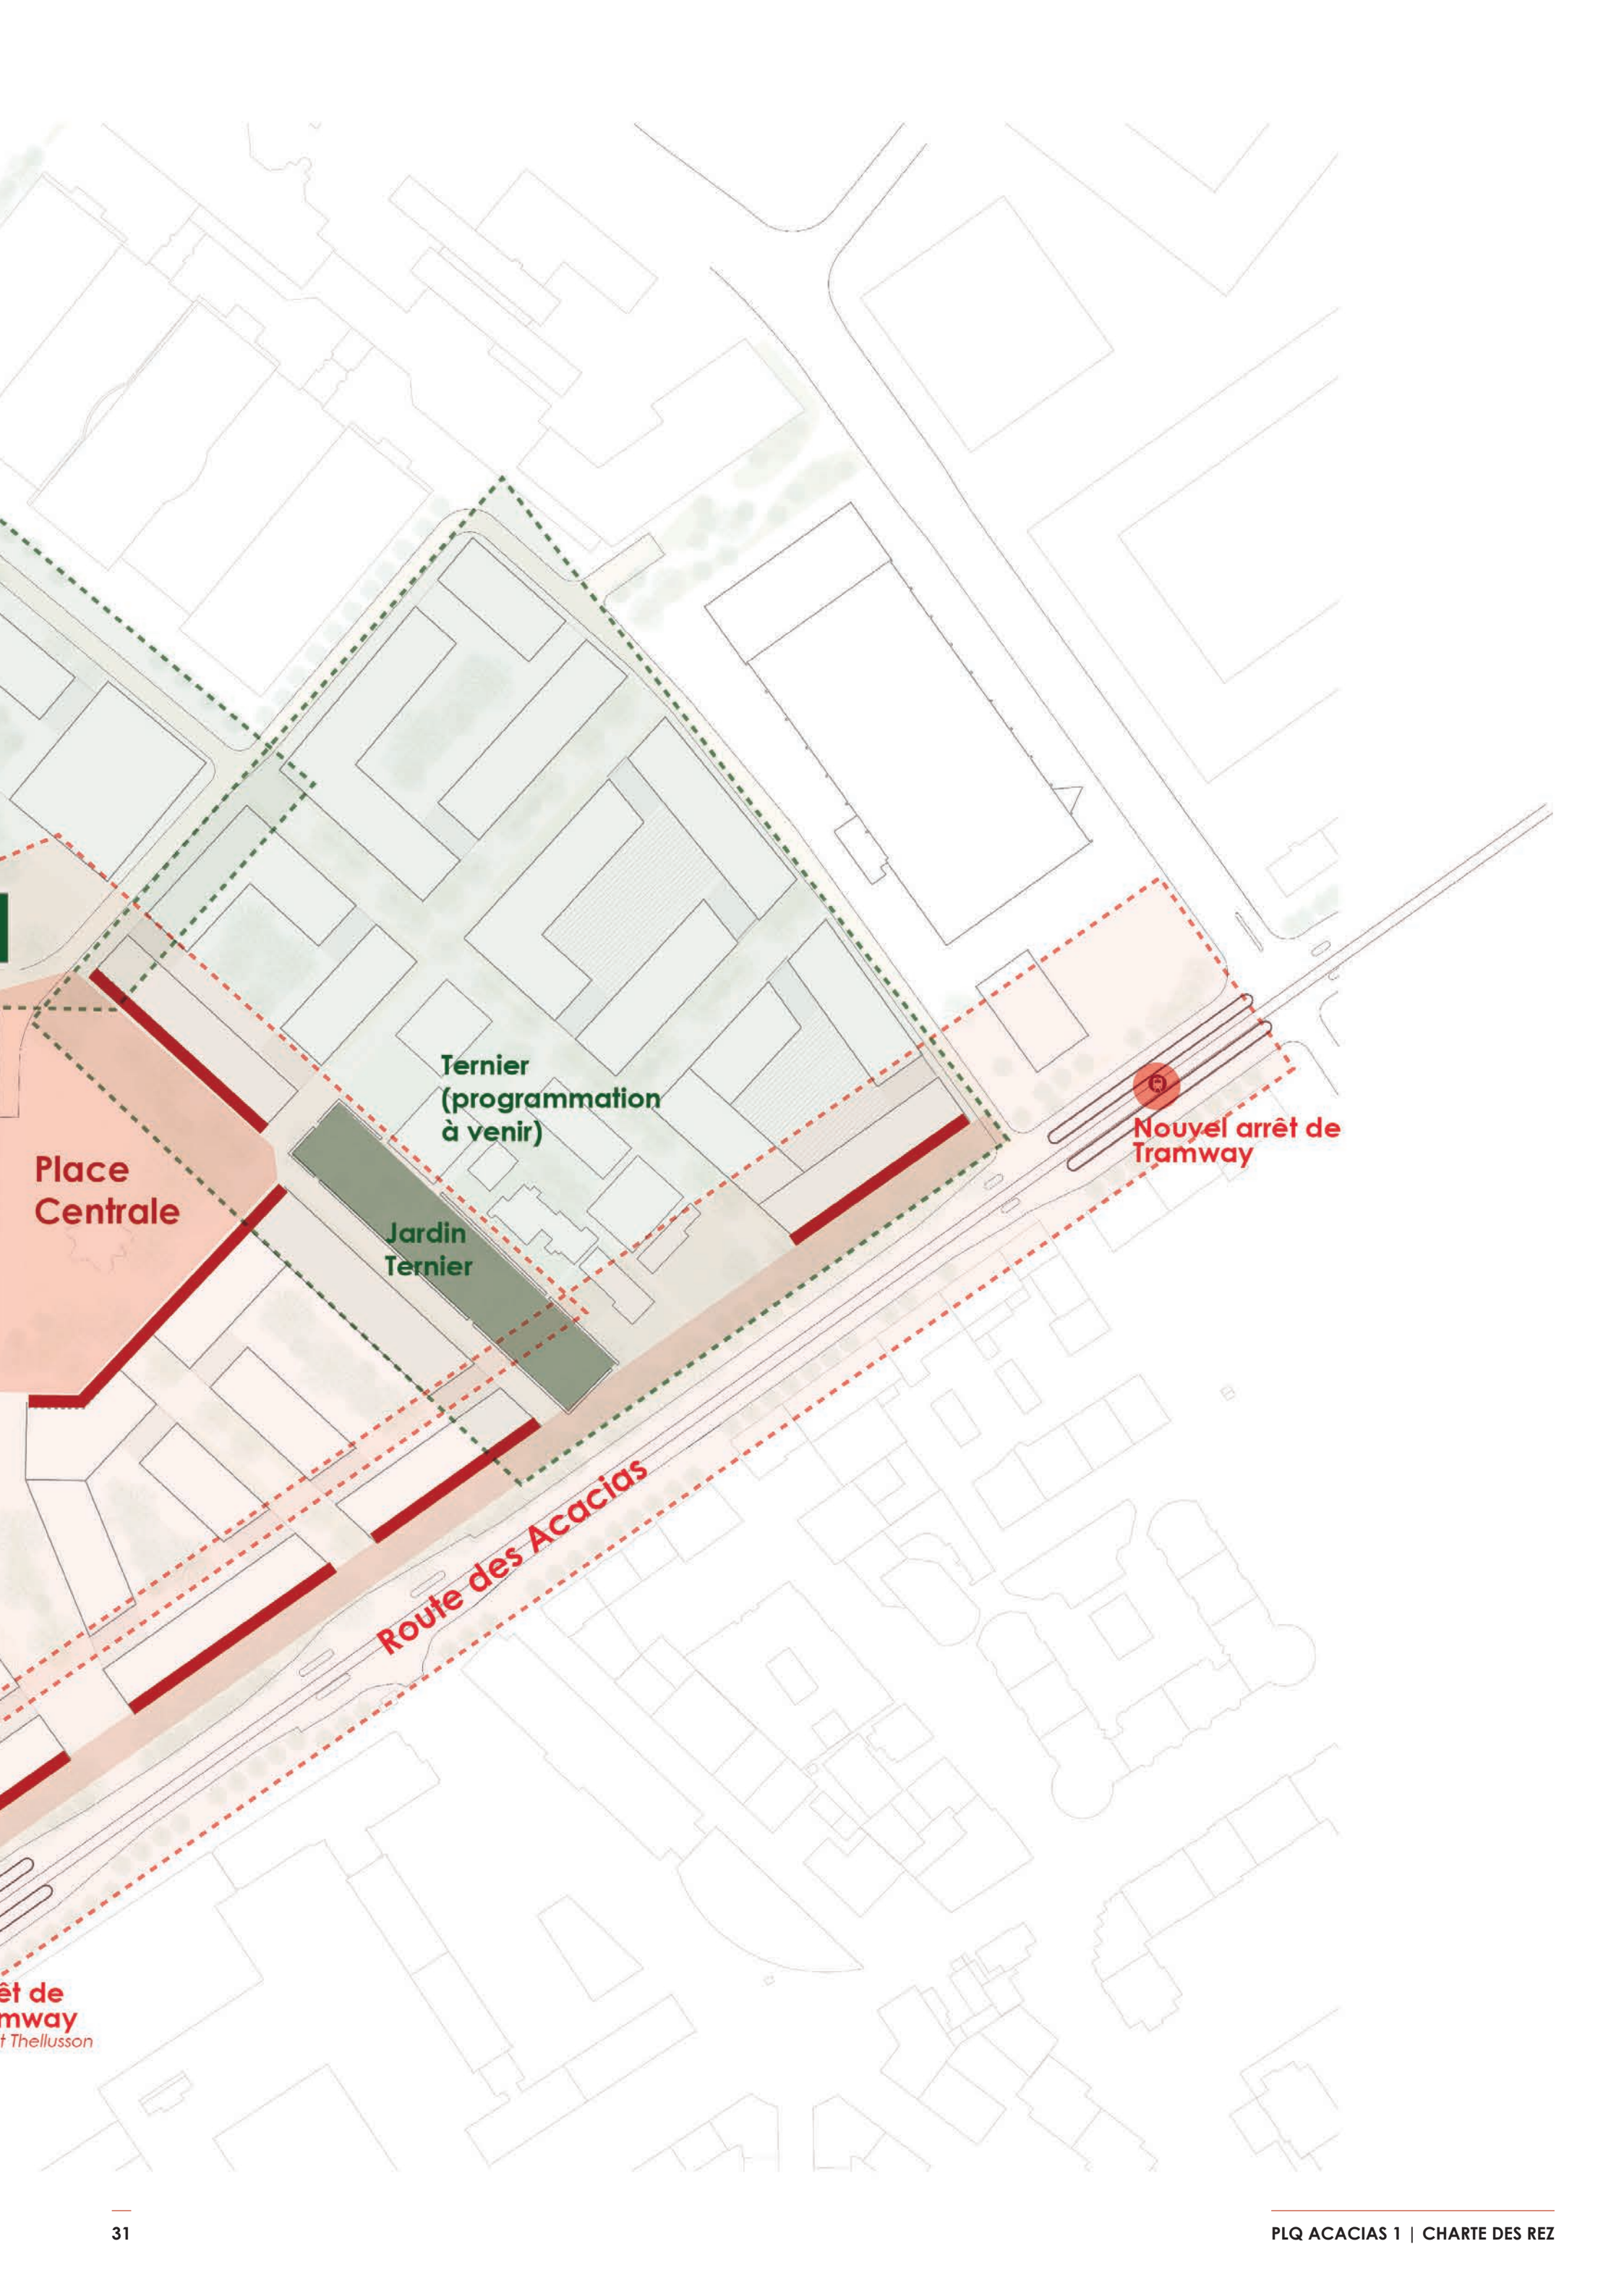 Ternier
(programmation
à venir)
Nouvel arrêt de
Tramway
Place
Centrale
Jardin
Ternier
Route des Acacias
êt de
mway
t Thellusson
31
PLQ ACACIAS 1 | CHARTE DES REZ